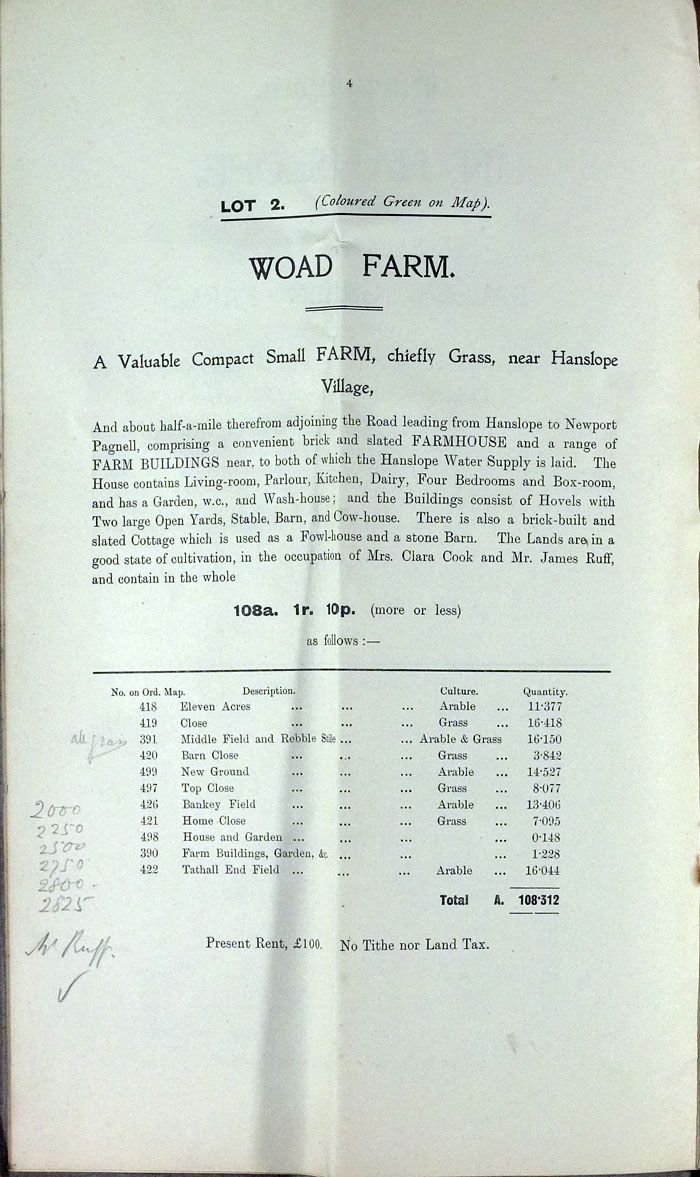 4
LOT 2. (Coloured Green on Map).
WOAD FARM.
A Valuable Compact Small FARM, chiefly Grass, near Hanslope
Village,
And about half-a-mile therefrom adjoining the Road leading from Hanslope to Newport
Pagnell, comprising a convenient brick and slated FARMHOUSE and a range of
FARM BUILDINGS near, to both of which the Hanslope Water Supply is laid. The
House contains Living-room, Parlour, Kitchen, Dairy, Four Bedrooms and Box-room,
and has a Garden, w.c., and Wash-house; and the Buildings consist of Hovels with
Two large Open Yards, Stable, Barn, and Cow-house. There is also a brick-built and
slated Cottage which is used as a Fowl-house and a stone Barn. The Lands are in a
good state of cultivation, in the occupation of Mrs. Clara Cook and Mr. James Ruff,
and contain in the whole
108a. 1r. 10p. (more or less)
as follows :—
No. on Ord. Map. Description. Culture. Quantity.
418 Eleven Acres ... ... ... Arable ... 11·377
419 Close ... ... ... Grass ... 16·418
all grass 391 Middle Field and Rebble Stile ... ... Arable & Grass 16·150
420 Barn Close ... ... ... Grass ... 3·842
499 New Ground ... ... ... Arable ... 14·527
497 Top Close ... ... ... Grass ... 8·077
426 Bankey Field ... ... ... Arable ... 13·406
421 Home Close ... ... ... Grass ... 7·095
498 House and Garden ... ... ... ... 0·148
390 Farm Buildings, Garden, &c. ... ... ... 1·228
422 Tathall End Field ... ... ... Arable ... 16·044
Total A. 108·312
2000
2250
2500
2750
2800
2825
Mr Ruff.
Present Rent, £100. No Tithe nor Land Tax.